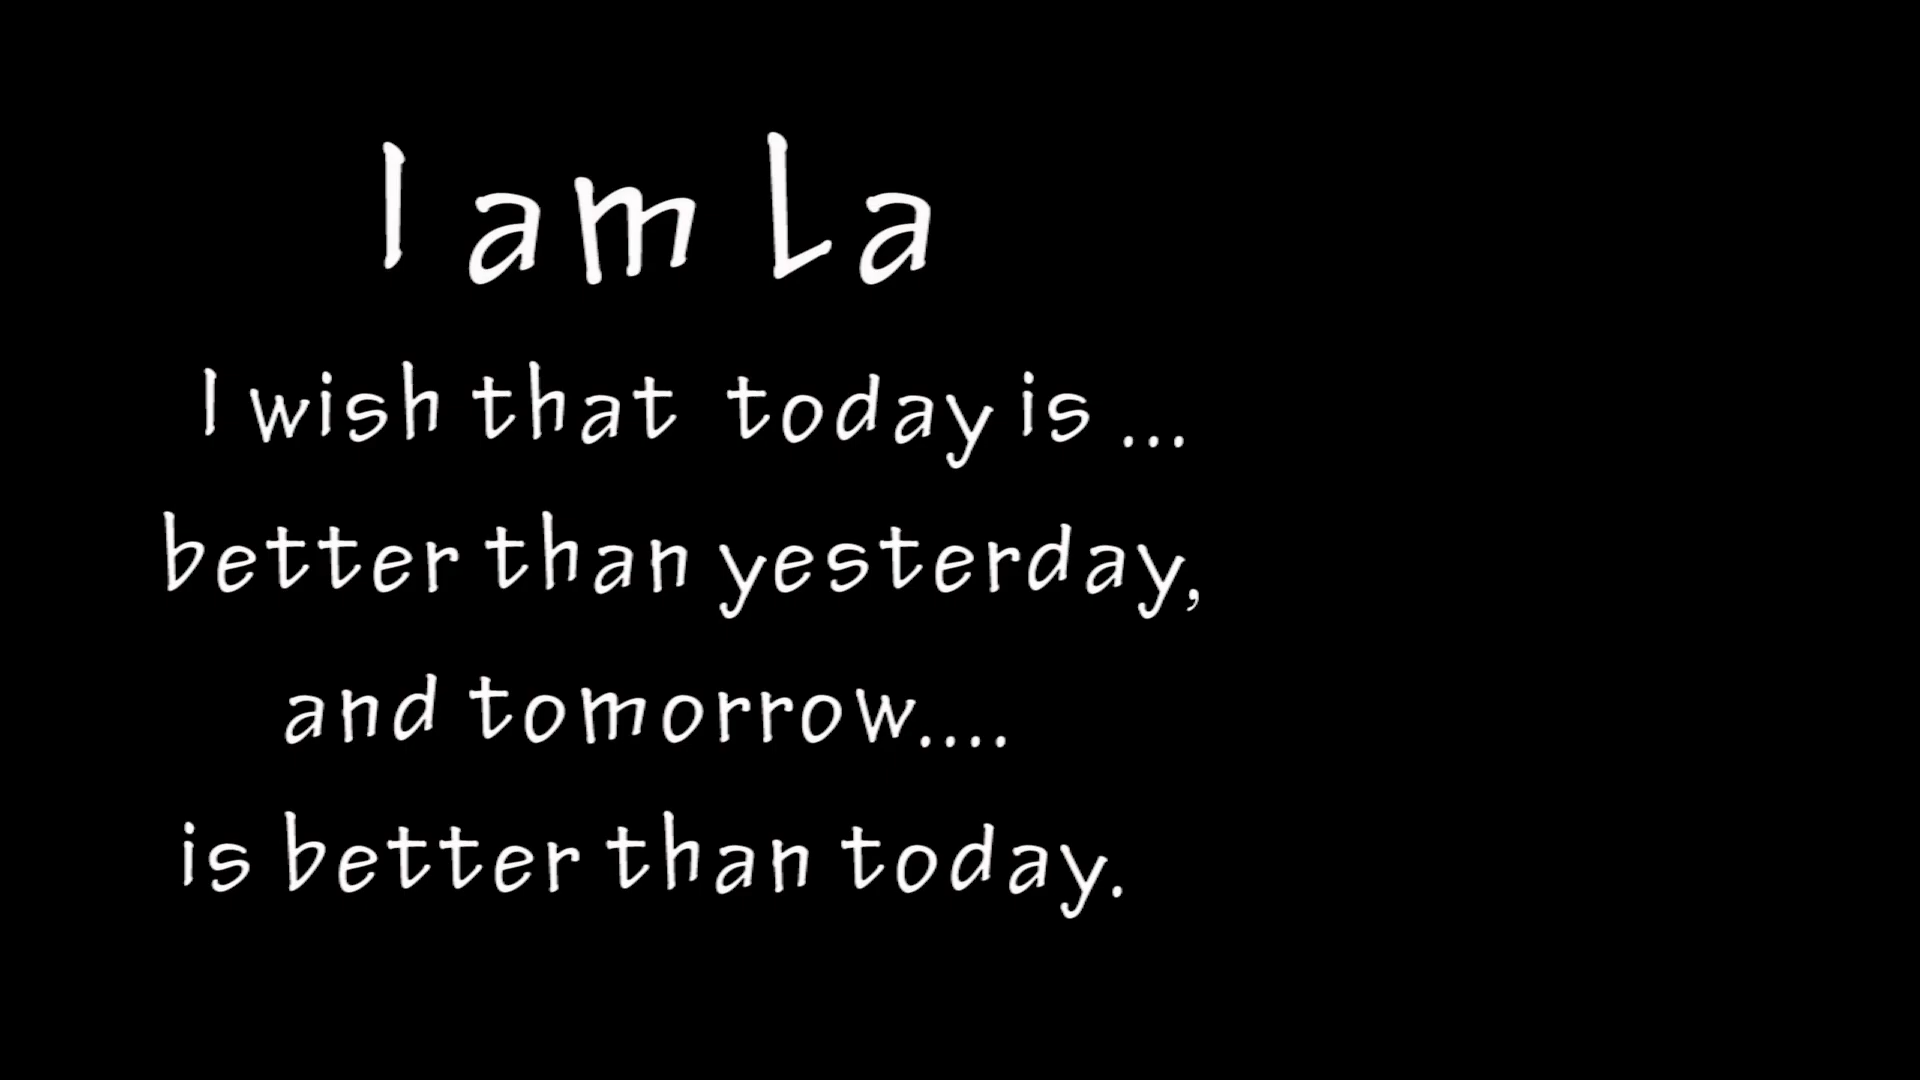 I am La
I wish that today is ...
better than yesterday,
and tomorrow....
is better than today.